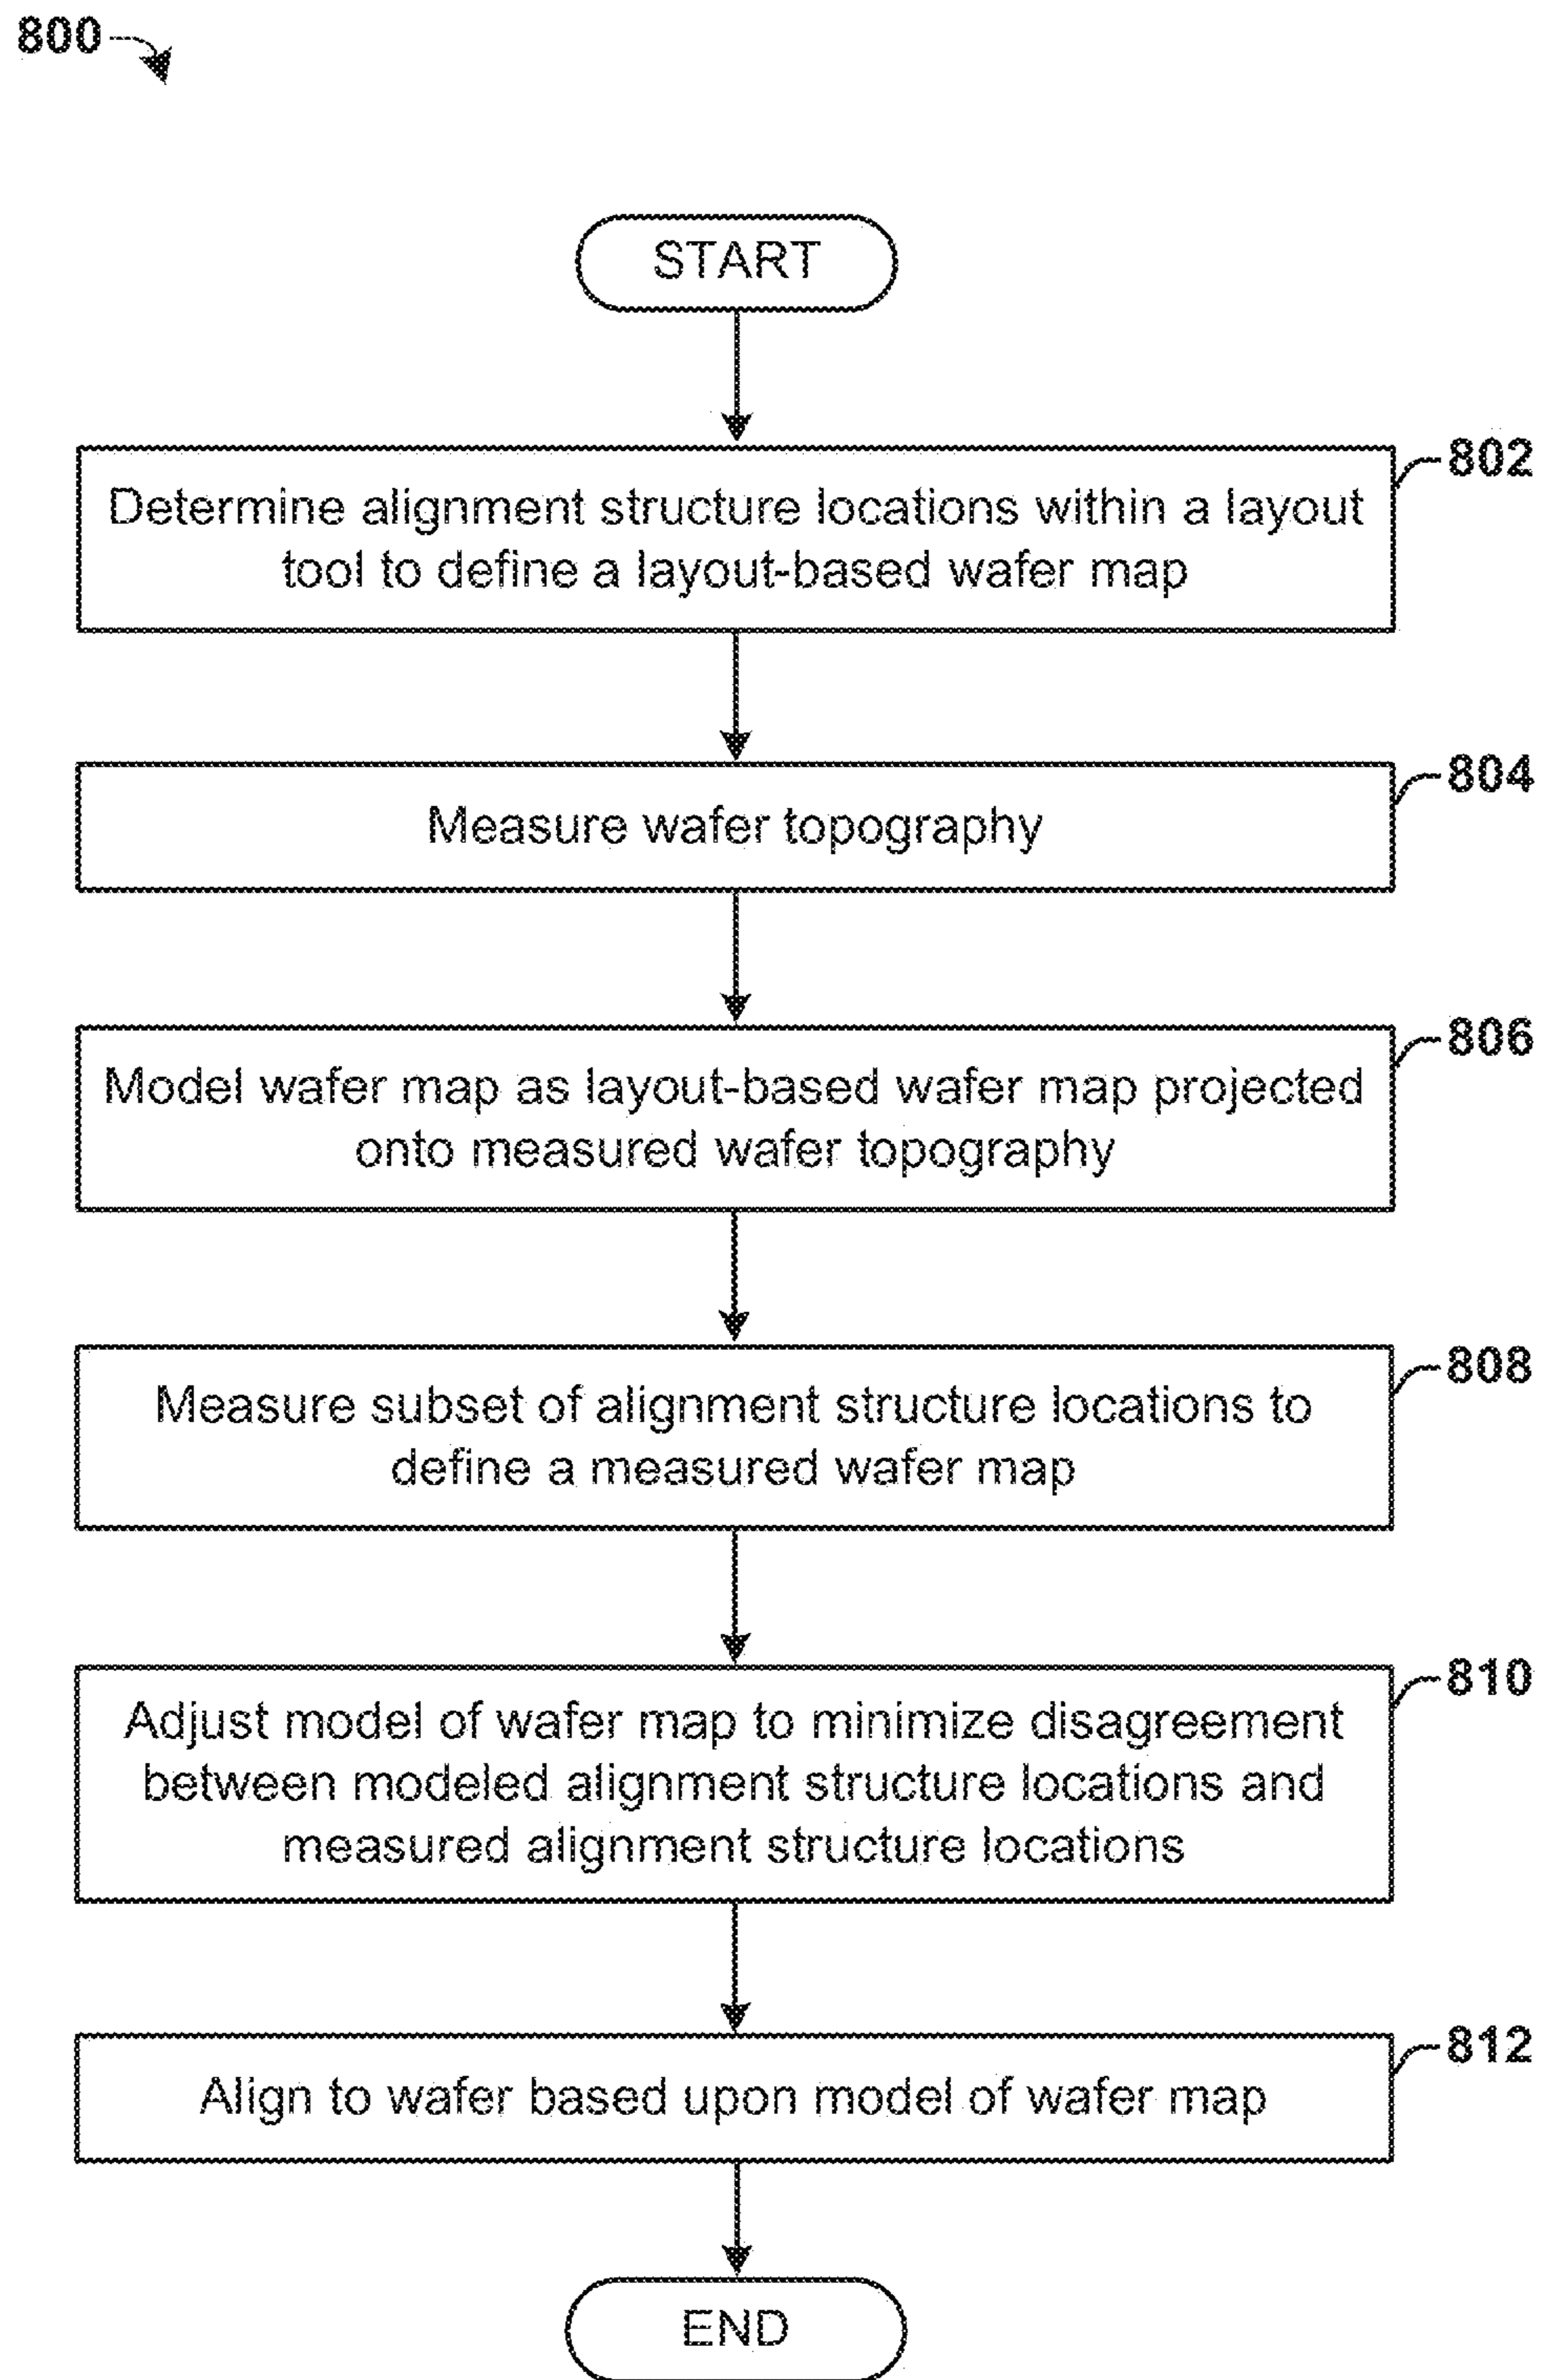 800
START
802
Determine alignment structure locations within a layout
tool to define a layout-based wafer map
804
Measure wafer topography
806
Model wafer map as layout-based wafer map projected
onto measured wafer topography
808
Measure subset of alignment structure locations to
define a measured wafer map
810
Adjust model of wafer map to minimize disagreement
between modeled alignment structure locations and
measured alignment structure locations
812
Align to wafer based upon model of wafer map
END